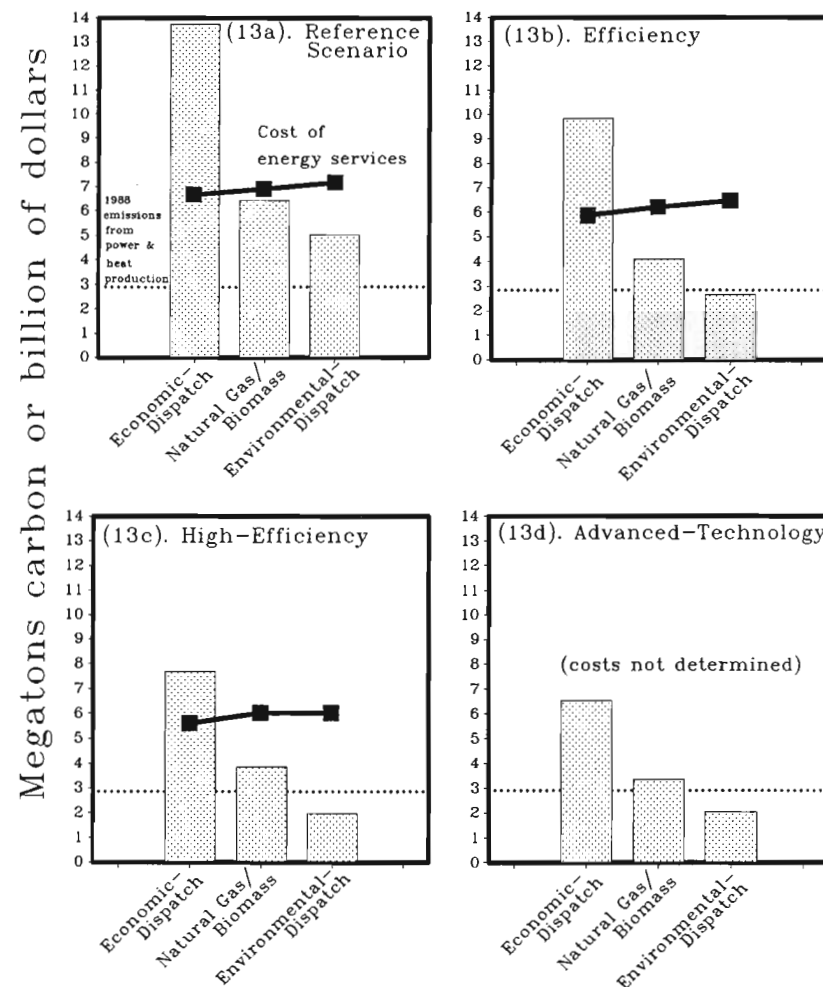 Megatons carbon or billion of dollars
(13a). Reference
Scenario
14
13
12
11
10
9
8
7
6
5
4
3
2
1
0
Cost of
energy services
1988
emissions
from
power &
heat
production
Economic-
Dispatch
Natural Gas/
Biomass
Environmental-
Dispatch
(13b). Efficiency
14
13
12
11
10
9
8
7
6
5
4
3
2
1
0
Economic-
Dispatch
Natural Gas/
Biomass
Environmental-
Dispatch
(13c). High-Efficiency
14
13
12
11
10
9
8
7
6
5
4
3
2
1
0
Economic-
Dispatch
Natural Gas/
Biomass
Environmental-
Dispatch
(13d). Advanced-Technology
14
13
12
11
10
9
8
7
6
5
4
3
2
1
0
(costs not determined)
Economic-
Dispatch
Natural Gas/
Biomass
Environmental-
Dispatch